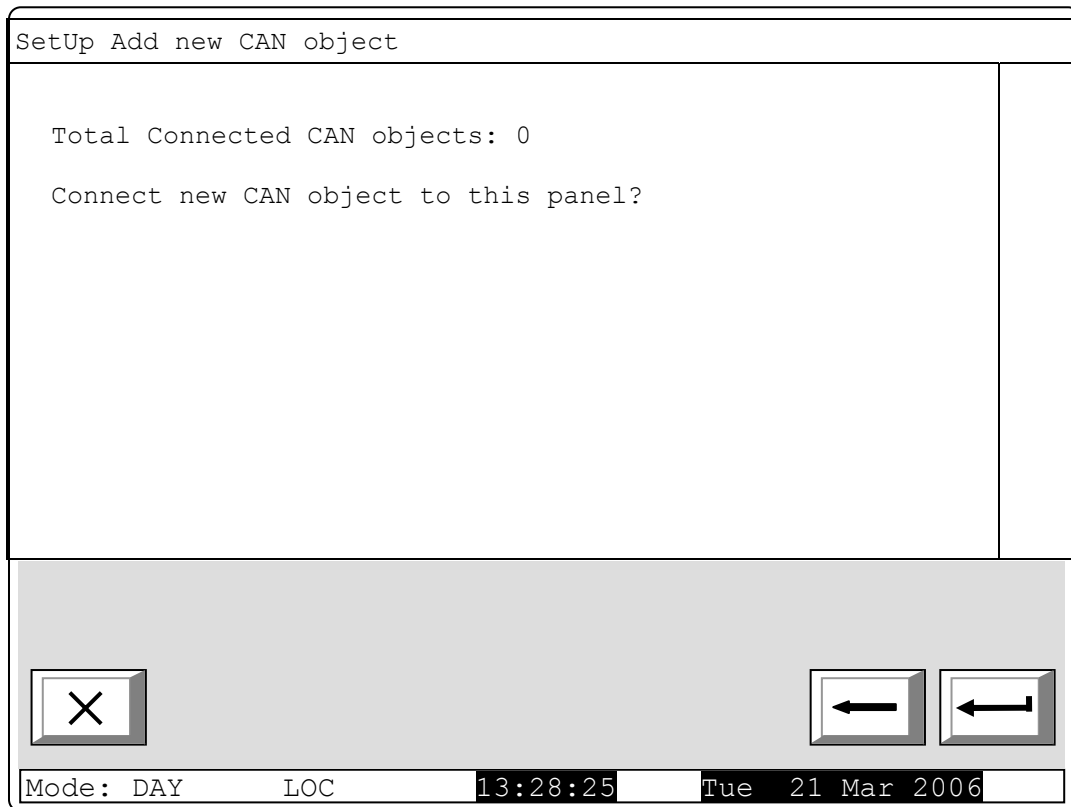 SetUp Add new CAN object
Total Connected CAN objects: 0
Connect new CAN object to this panel?
Mode: DAY LOC 13:28:25 Tue 21 Mar 2006